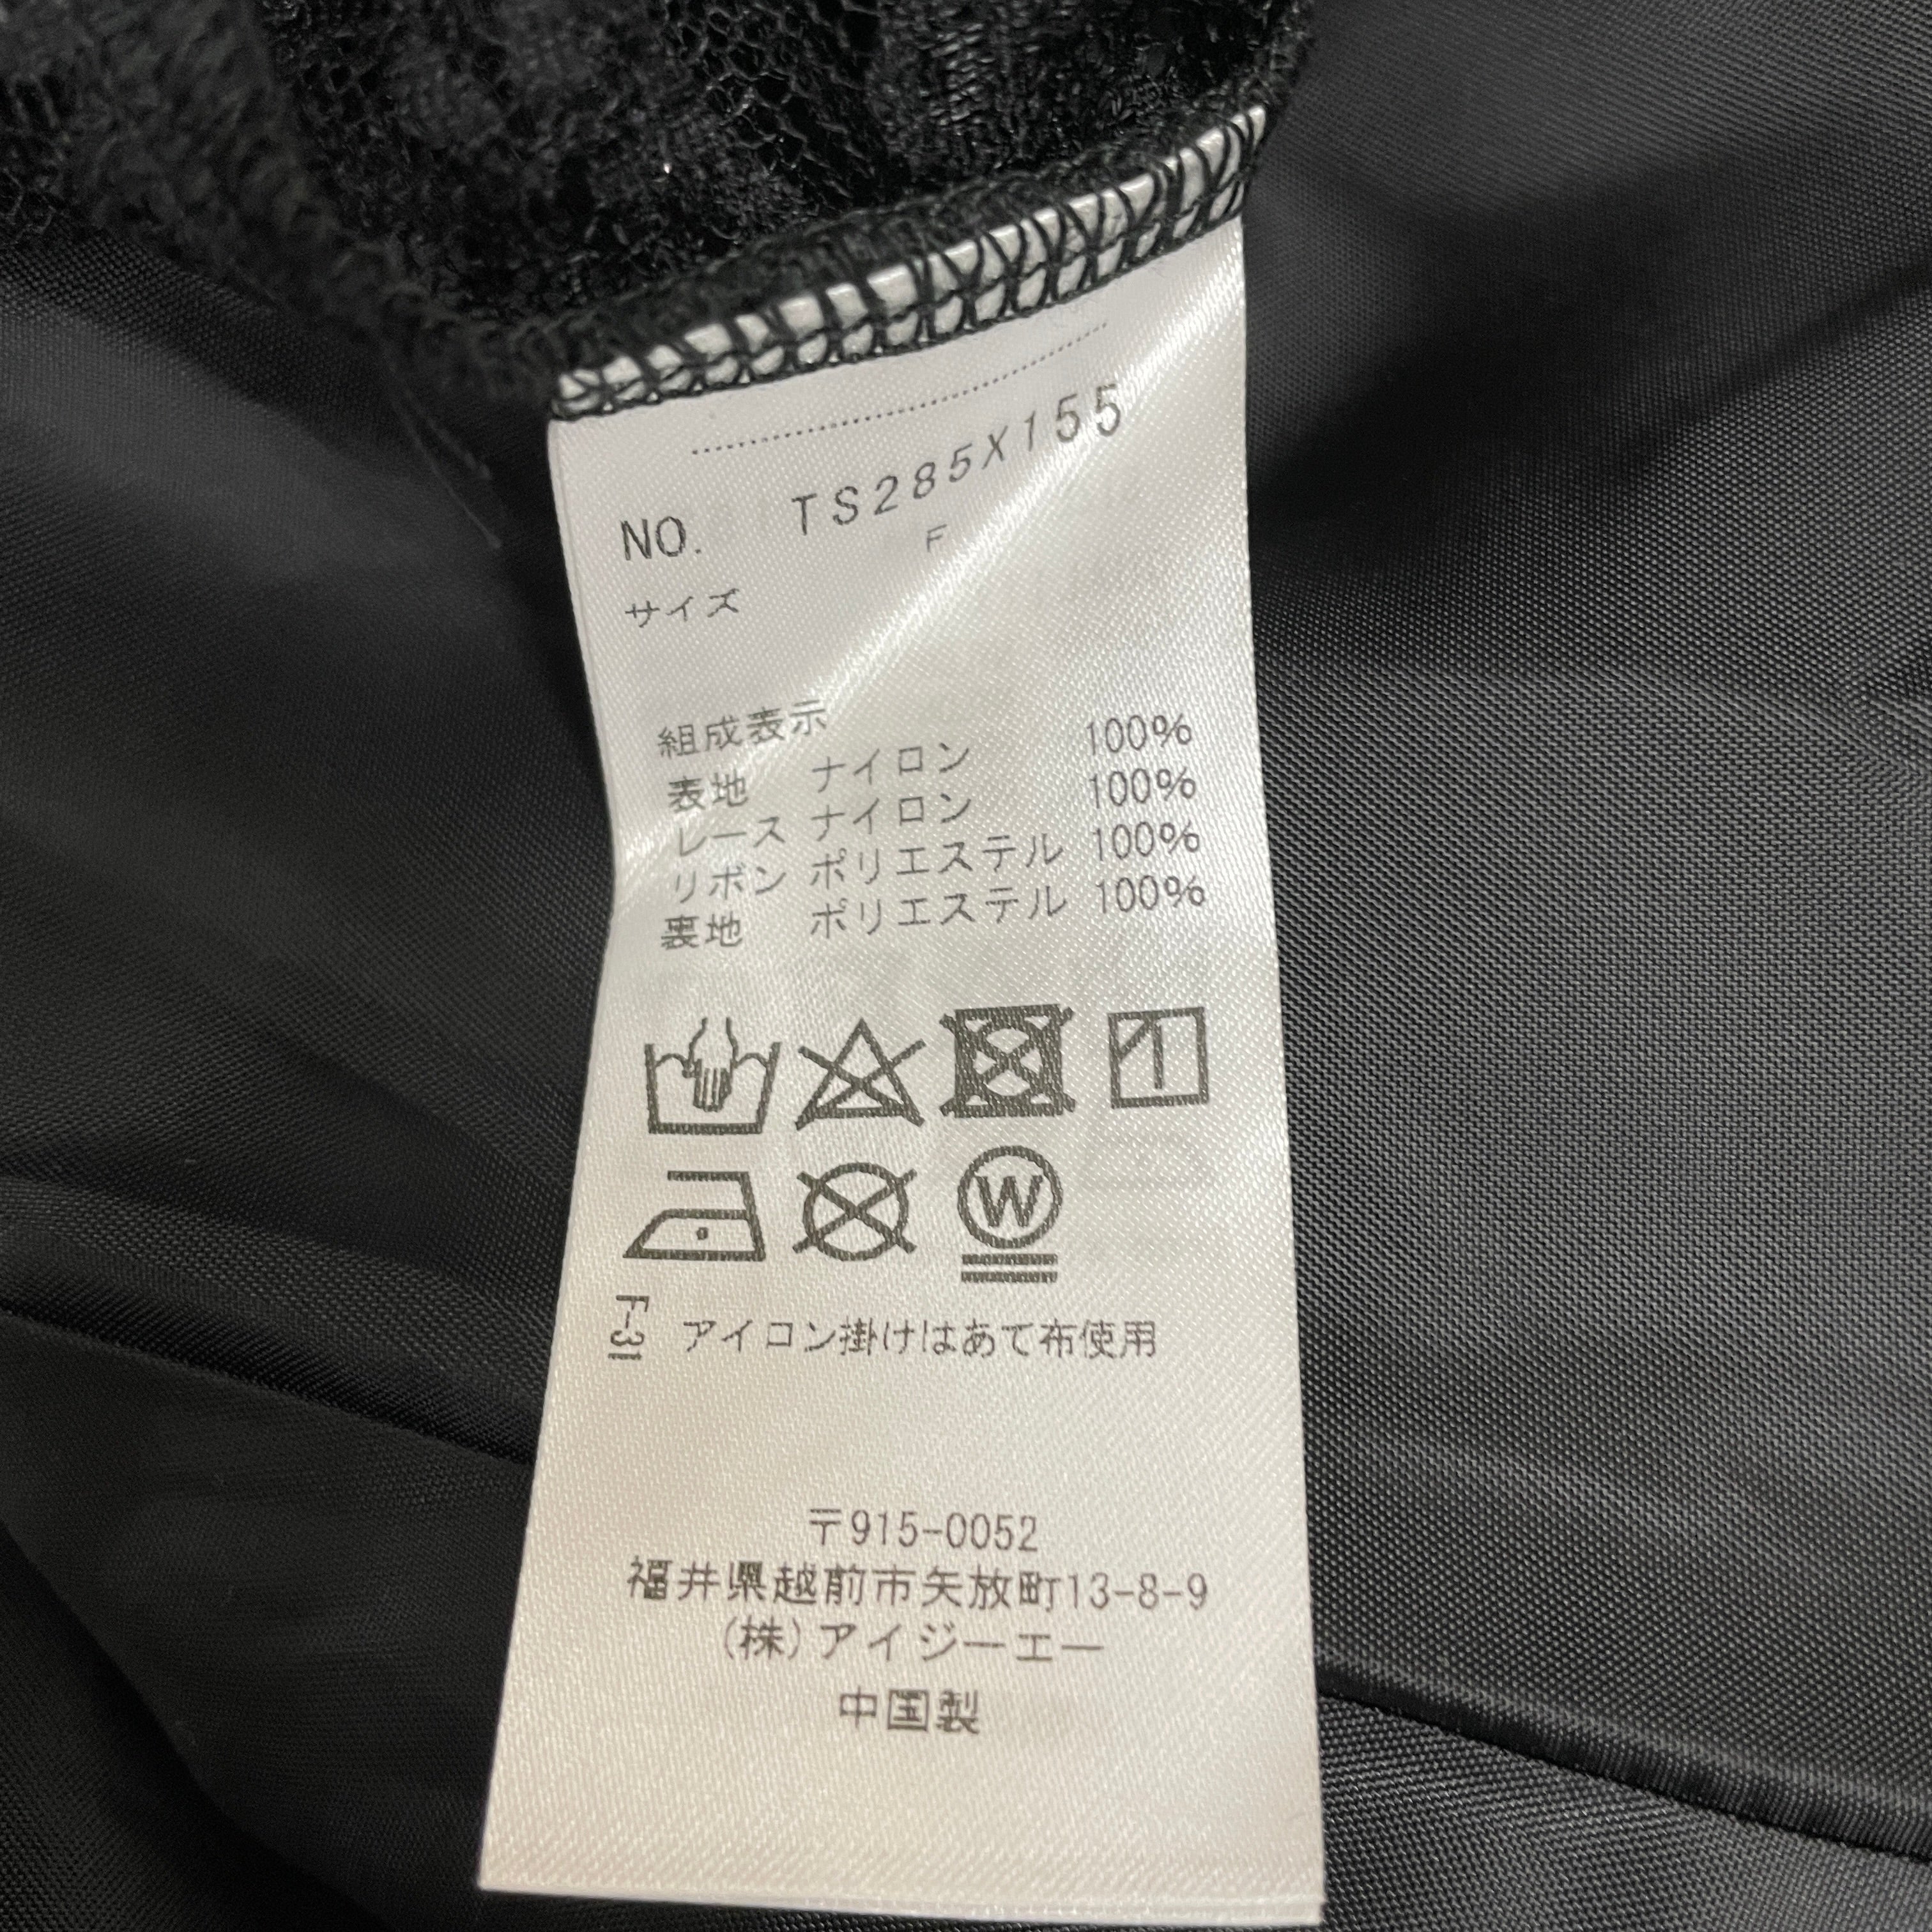 NO. TS285X155
サイズ F
組成表示
表地 ナイロン 100%
レース ナイロン 100%
リボン ポリエステル 100%
裏地 ポリエステル 100%
W
F-31 アイロン掛けはあて布使用
〒915-0052
福井県越前市矢放町13-8-9
(株)アイジーエー
中国製